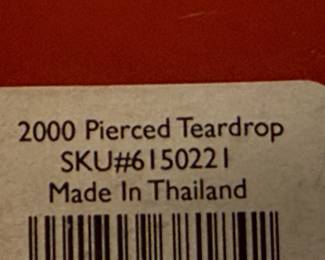 2000 Pierced Teardrop
SKU#6150221
Made In Thailand